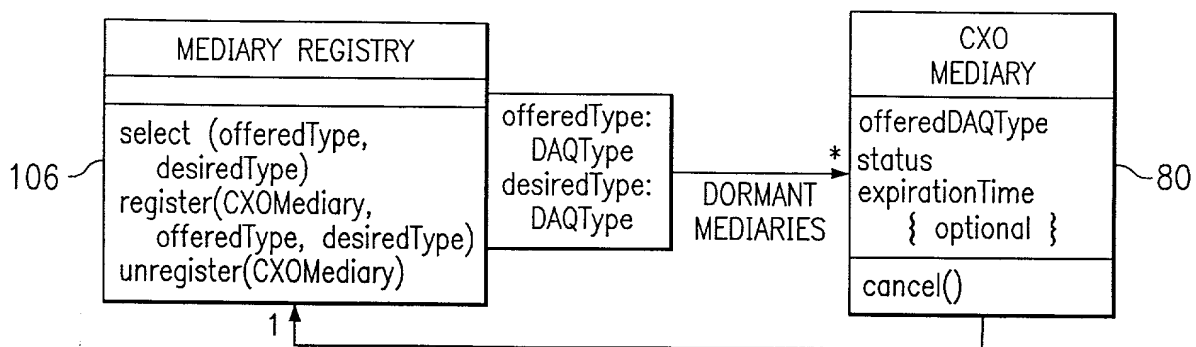 MEDIARY REGISTRY
select (offeredType,
desiredType)
register(CXOMediary,
offeredType, desiredType)
unregister(CXOMediary)
106
offeredType:
DAQType
desiredType:
DAQType
DORMANT
MEDIARIES
*
1
CXO
MEDIARY
offeredDAQType
status
expirationTime
{ optional }
cancel()
80